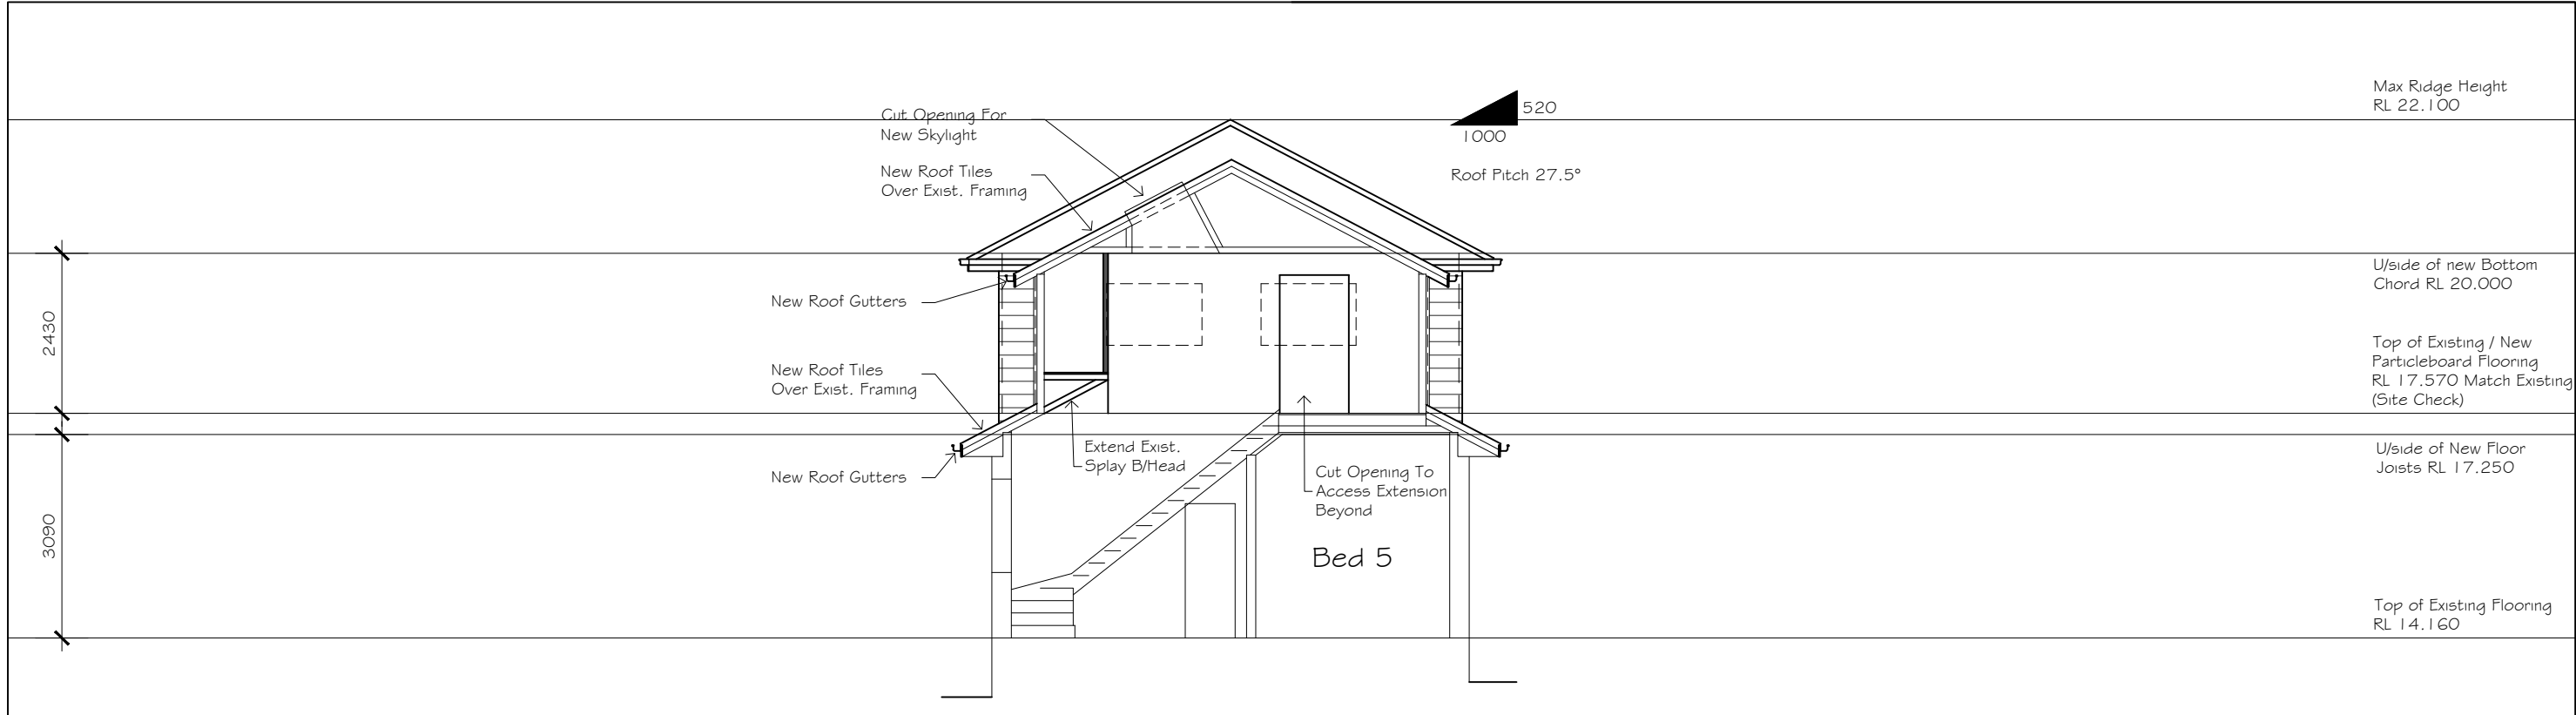 Max Ridge Height
RL 22.100
Cut Opening For
New Skylight
520
1000
New Roof Tiles
Over Exist. Framing
Roof Pitch 27.5°
U/side of new Bottom
Chord RL 20.000
New Roof Gutters
2430
Top of Existing / New
Particleboard Flooring
RL 17.570 Match Existing
(Site Check)
New Roof Tiles
Over Exist. Framing
Extend Exist.
Splay B/Head
U/side of New Floor
Joists RL 17.250
New Roof Gutters
Cut Opening To
Access Extension
Beyond
3090
Bed 5
Top of Existing Flooring
RL 14.160